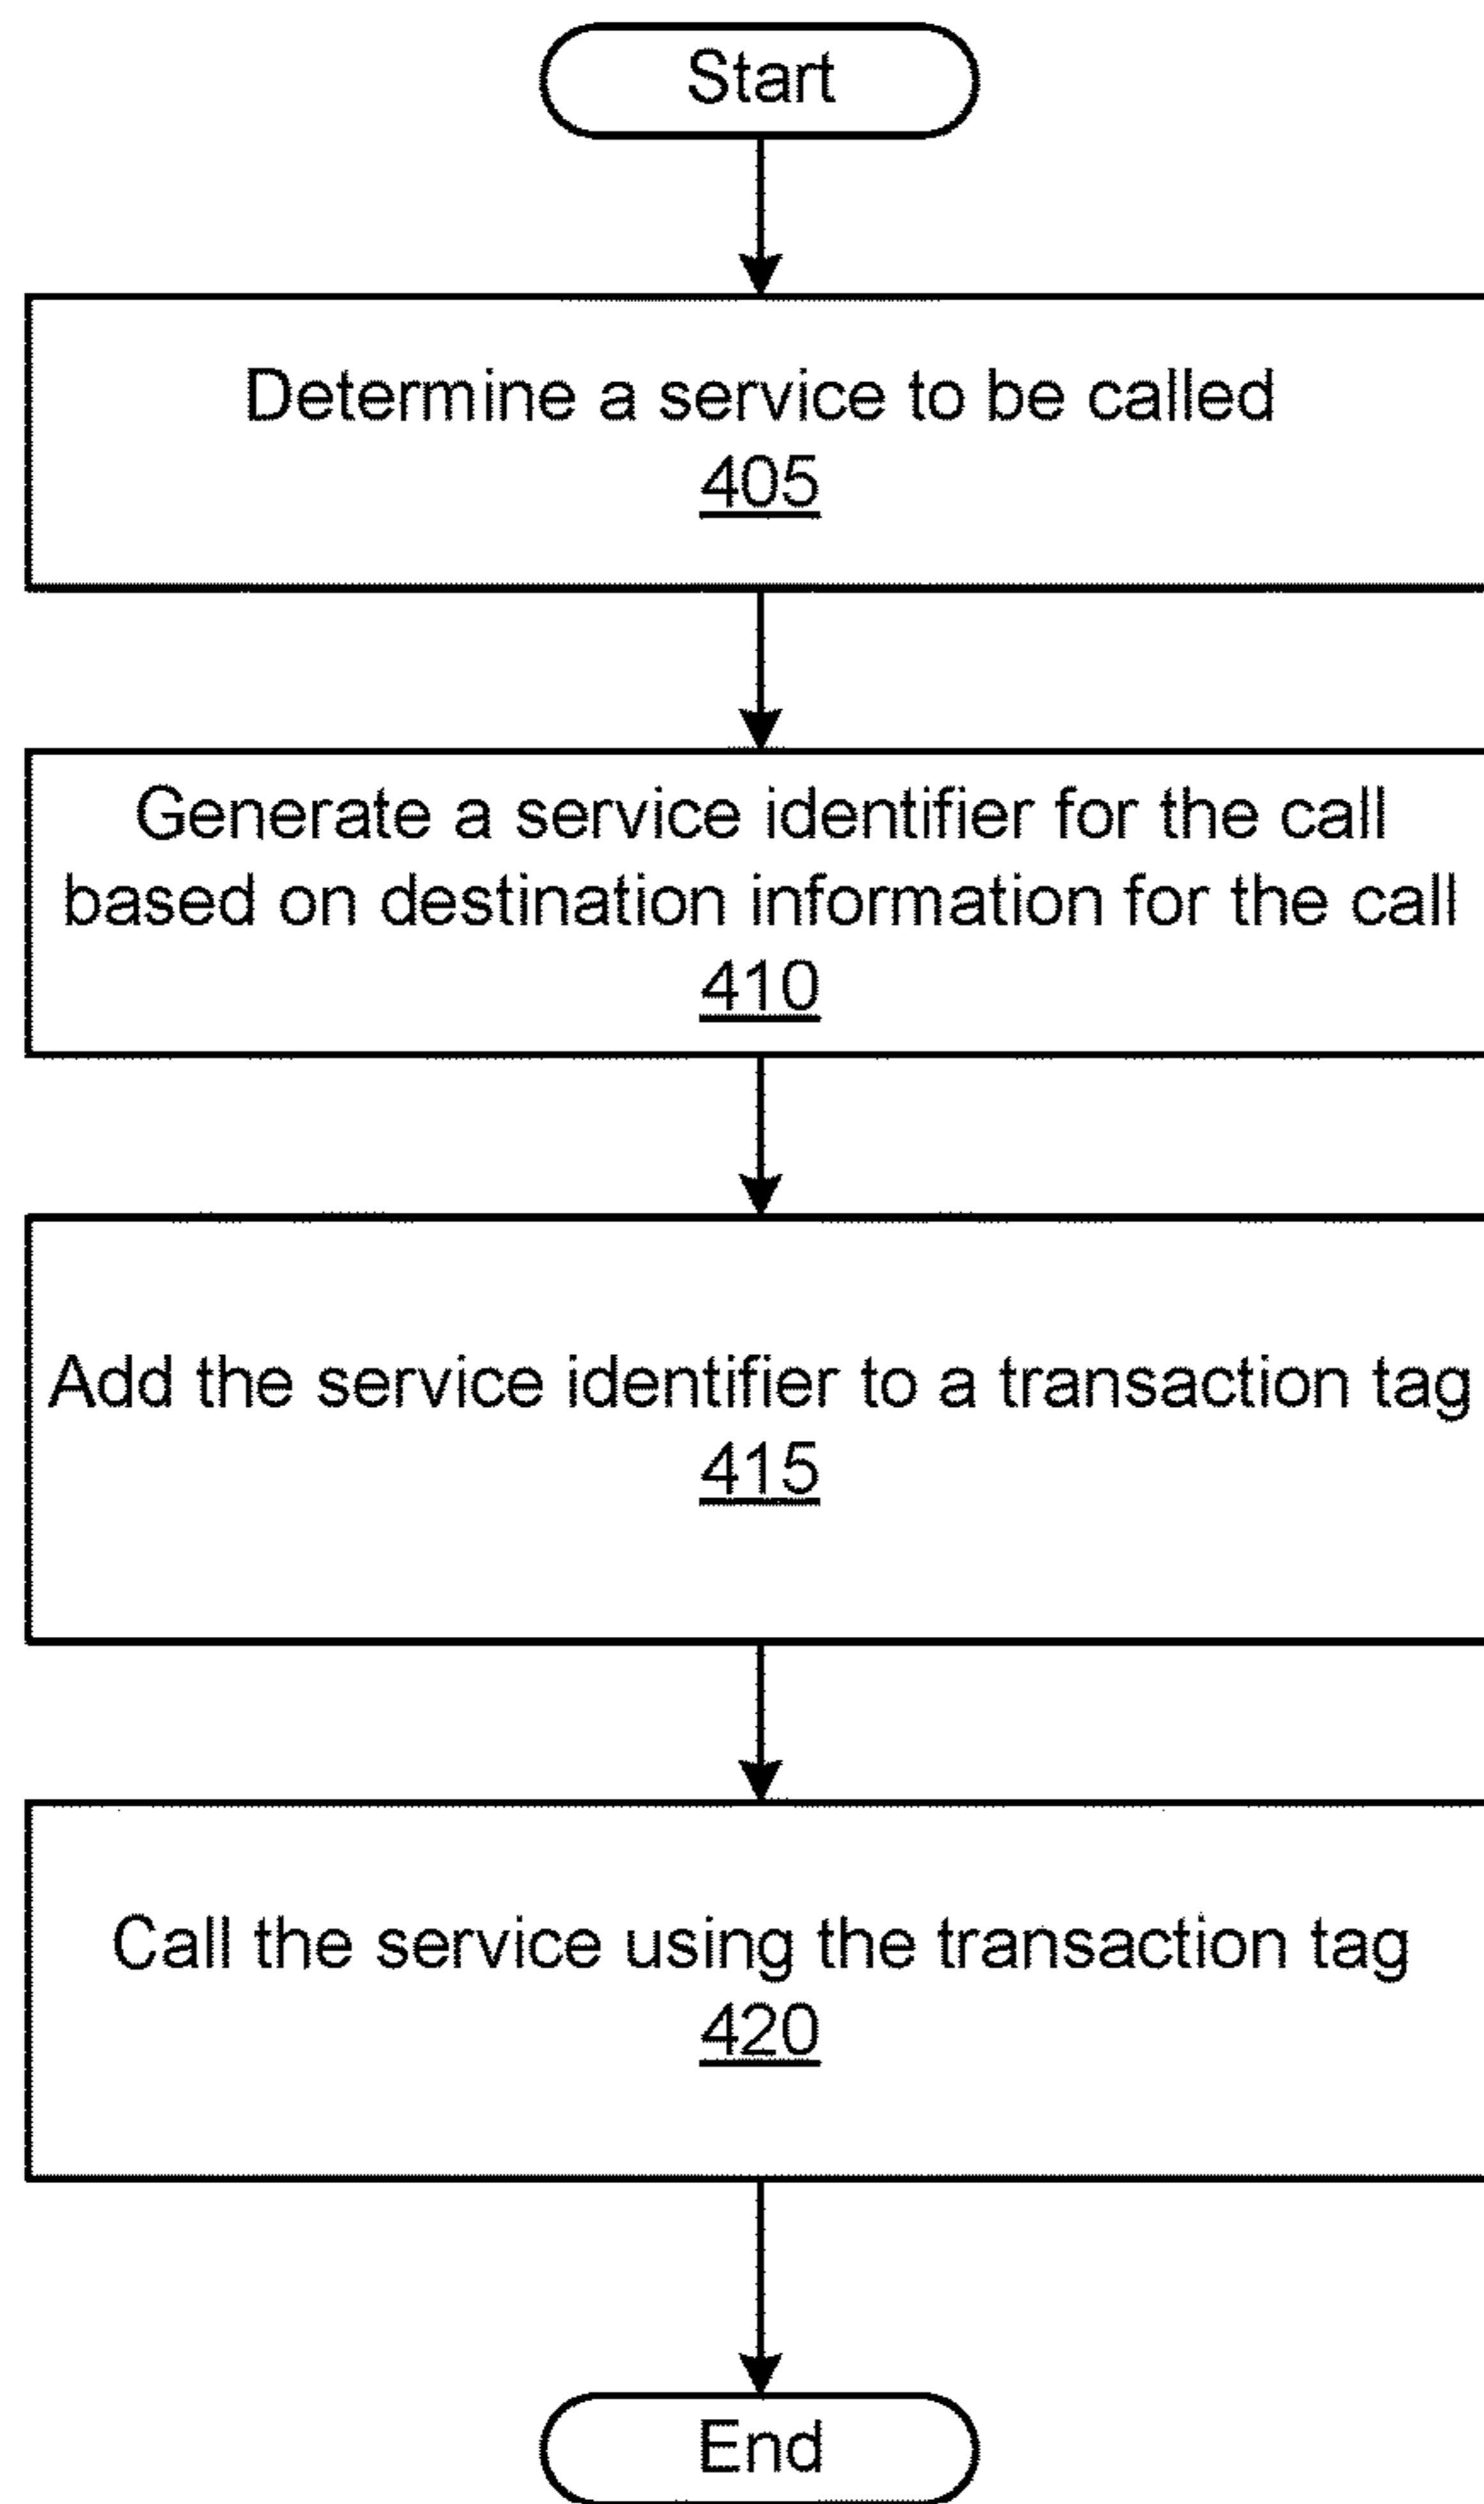 Start
Determine a service to be called
405
Generate a service identifier for the call
based on destination information for the call
410
Add the service identifier to a transaction tag
415
Call the service using the transaction tag
420
End